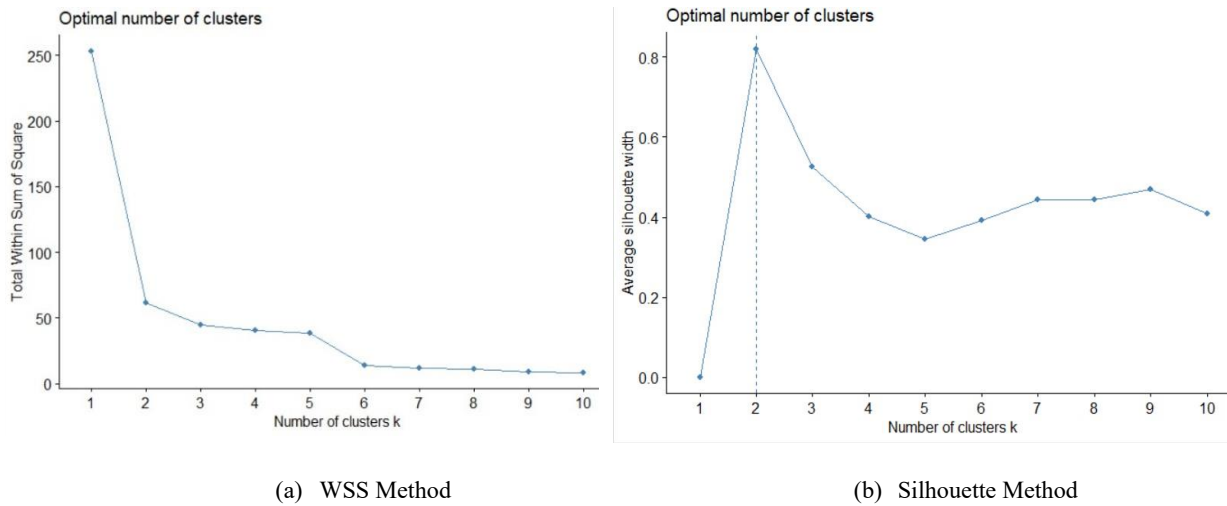 Optimal number of clusters
Total Within Sum of Square
250
200
150
100
50
0
1 2 3 4 5 6 7 8 9 10
Number of clusters k
(a) WSS Method
Optimal number of clusters
Average silhouette width
0.8
0.6
0.4
0.2
0.0
1 2 3 4 5 6 7 8 9 10
Number of clusters k
(b) Silhouette Method